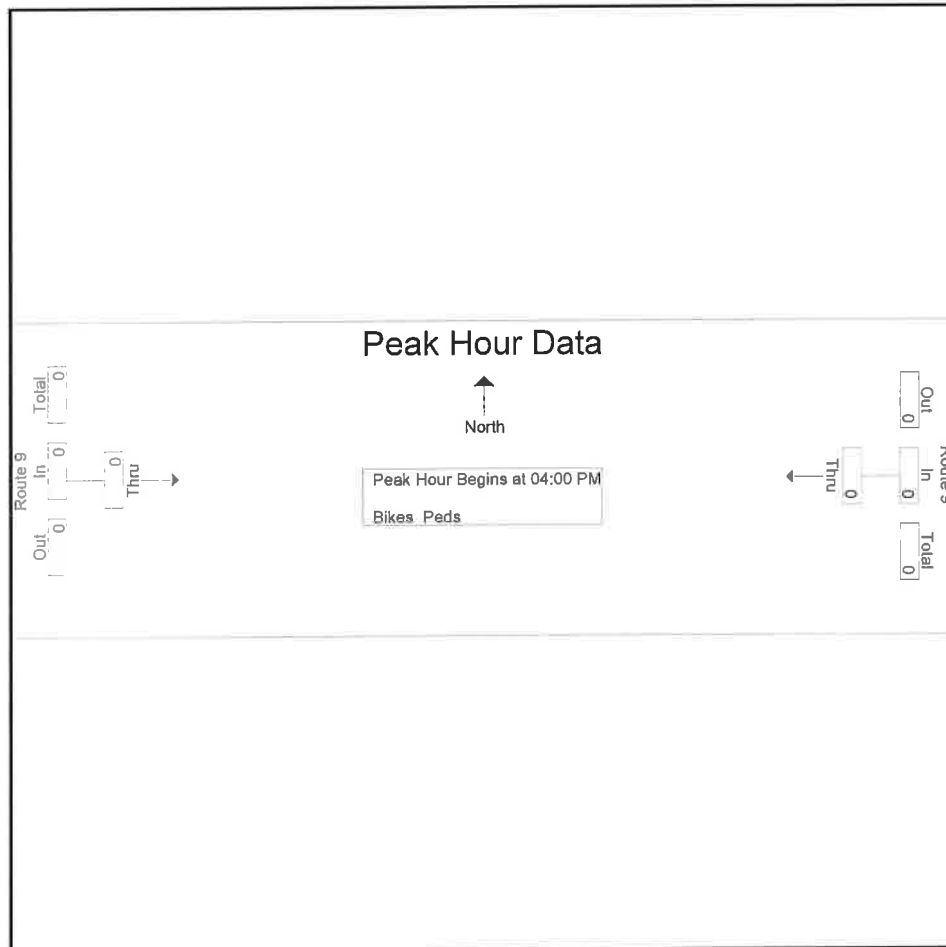 Peak Hour Data
North
Peak Hour Begins at 04:00 PM
Bikes Peds
Route 9
Out In Total
0 0 0
0
Thru
Out In Total
0 0 0
Thru
0